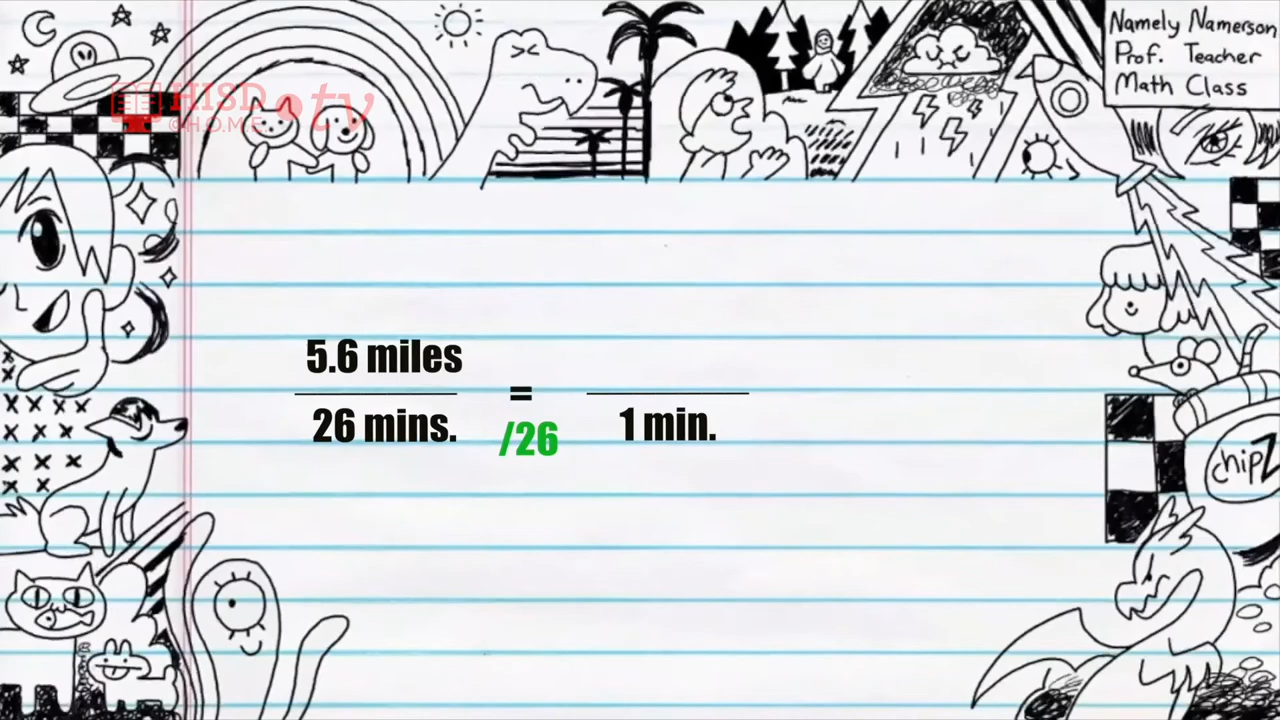 Namely Namerson
Prof. Teacher
Math Class
HISD
@H.O.M.E.
tv
5.6 miles
26 mins.
=
/26
1 min.
chipZ